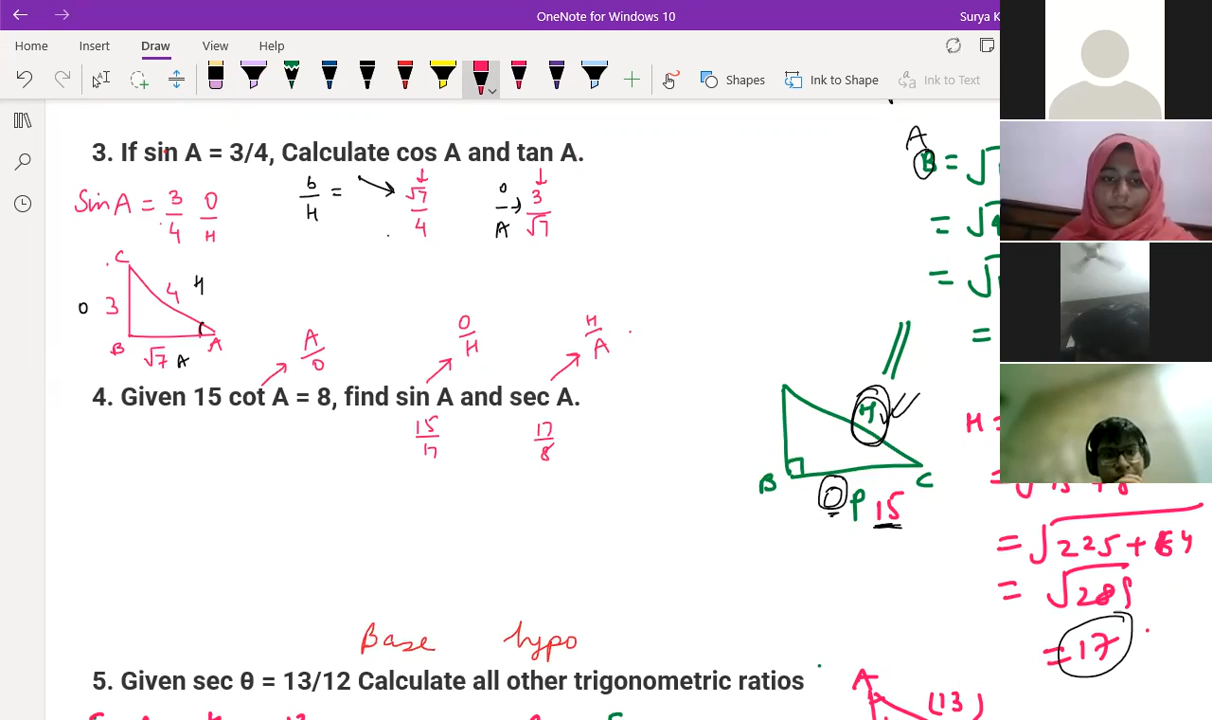 OneNote for Windows 10
Surya K
Home Insert Draw View Help
Shapes Ink to Shape Ink to Text
3. If sin A = 3/4, Calculate cos A and tan A.
Sin A = 3/4 O/H
b/H = √7/4
O/A 3/√7
C
O 3 4 H
B √7 A A
A/O
O/H
H/A
4. Given 15 cot A = 8, find sin A and sec A.
15/17
17/8
A
B = √
= √
= √
=
H
B O P 15 C
H =
= √225 + 64
= √289
= 17
Base hypo
5. Given sec θ = 13/12 Calculate all other trigonometric ratios
A
(13)